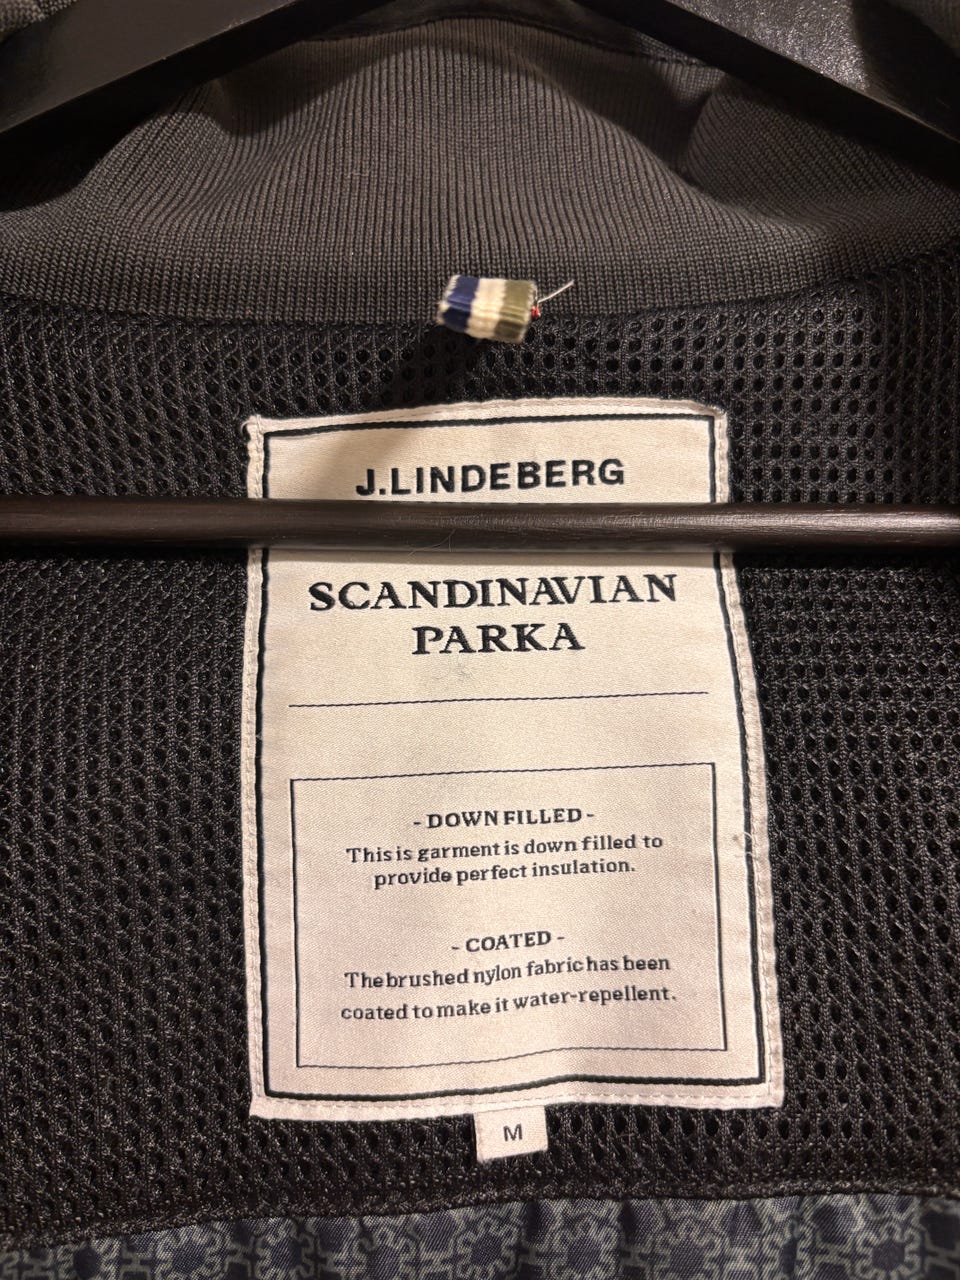 J.LINDEBERG
SCANDINAVIAN
PARKA
- DOWN FILLED -
This is garment is down filled to
provide perfect insulation.
- COATED -
The brushed nylon fabric has been
coated to make it water-repellent.
M